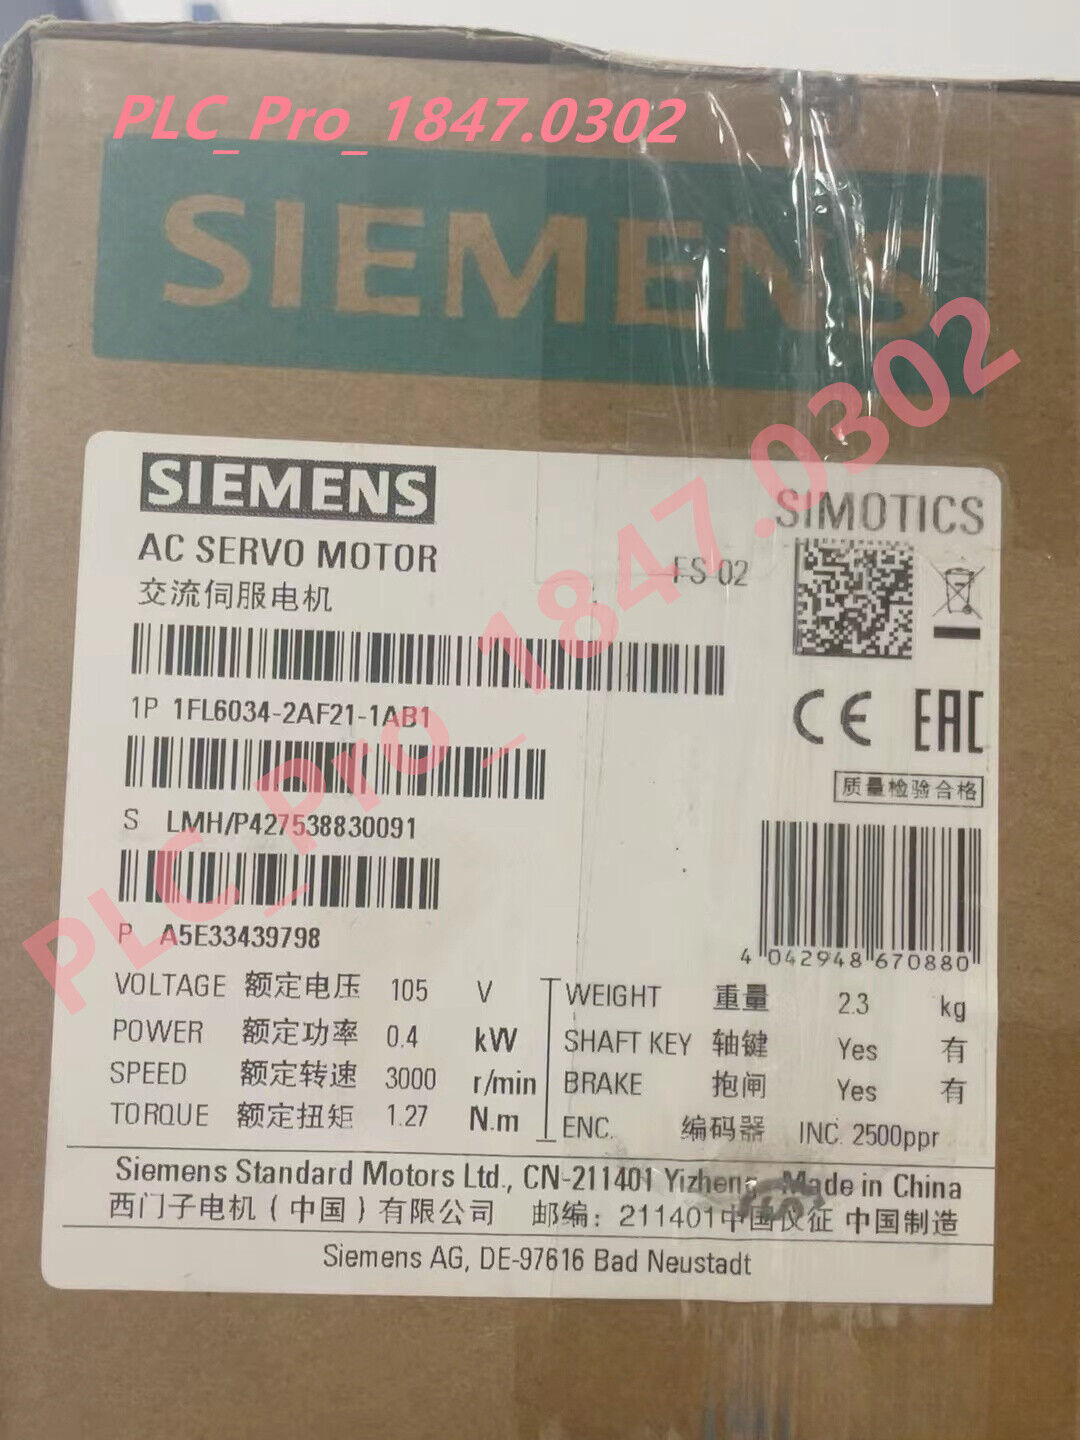 PLC_Pro_1847.0302
SIEMENS
SIEMENS
SIMOTICS
AC SERVO MOTOR
FS-02
交流伺服电机
1P 1FL6034-2AF21-1AB1
CE EAC
质量检验合格
S LMH/P427538830091
P A5E33439798
4 042948 670880
VOLTAGE 额定电压 105 V
POWER 额定功率 0.4 kW
SPEED 额定转速 3000 r/min
TORQUE 额定扭矩 1.27 N.m
WEIGHT 重量 2.3 kg
SHAFT KEY 轴键 Yes 有
BRAKE 抱闸 Yes 有
ENC. 编码器 INC. 2500ppr
Siemens Standard Motors Ltd., CN-211401 Yizheng Made in China
西门子电机(中国)有限公司 邮编: 211401中国仪征 中国制造
Siemens AG, DE-97616 Bad Neustadt
PLC_Pro_1847.0302